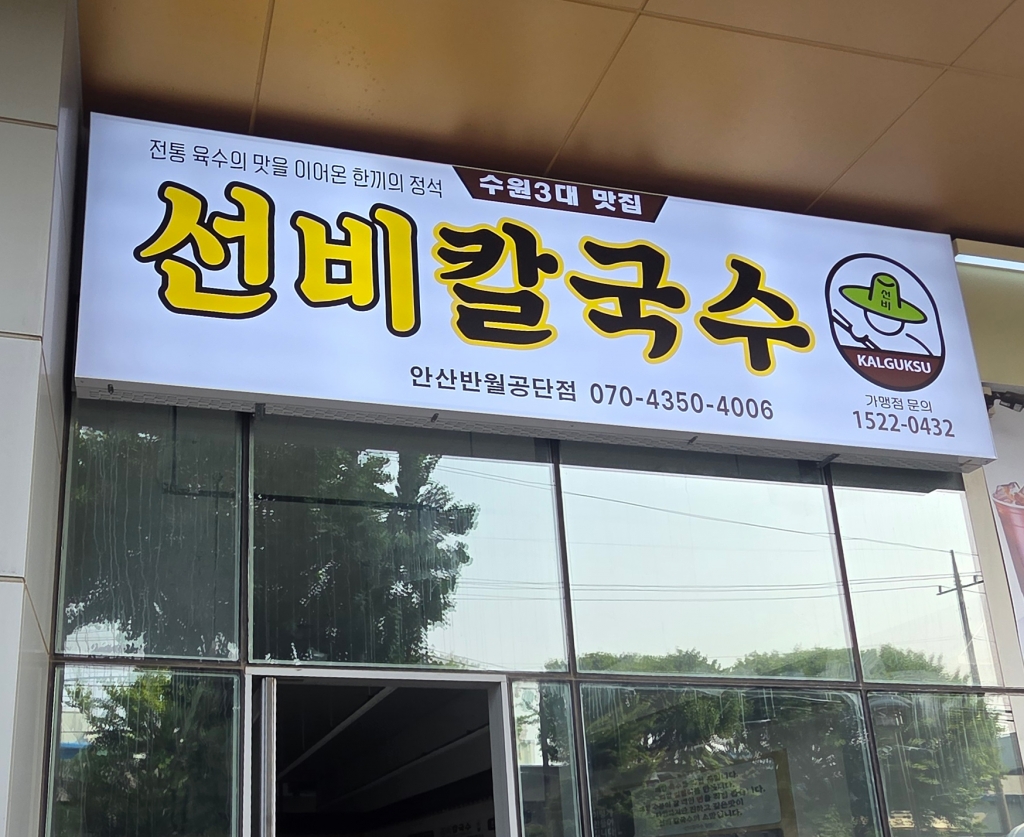 전통 육수의 맛을 이어온 한끼의 정석
수원3대 맛집
선비칼국수
선비
KALGUKSU
안산반월공단점 070-4350-4006
가맹점 문의
1522-0432